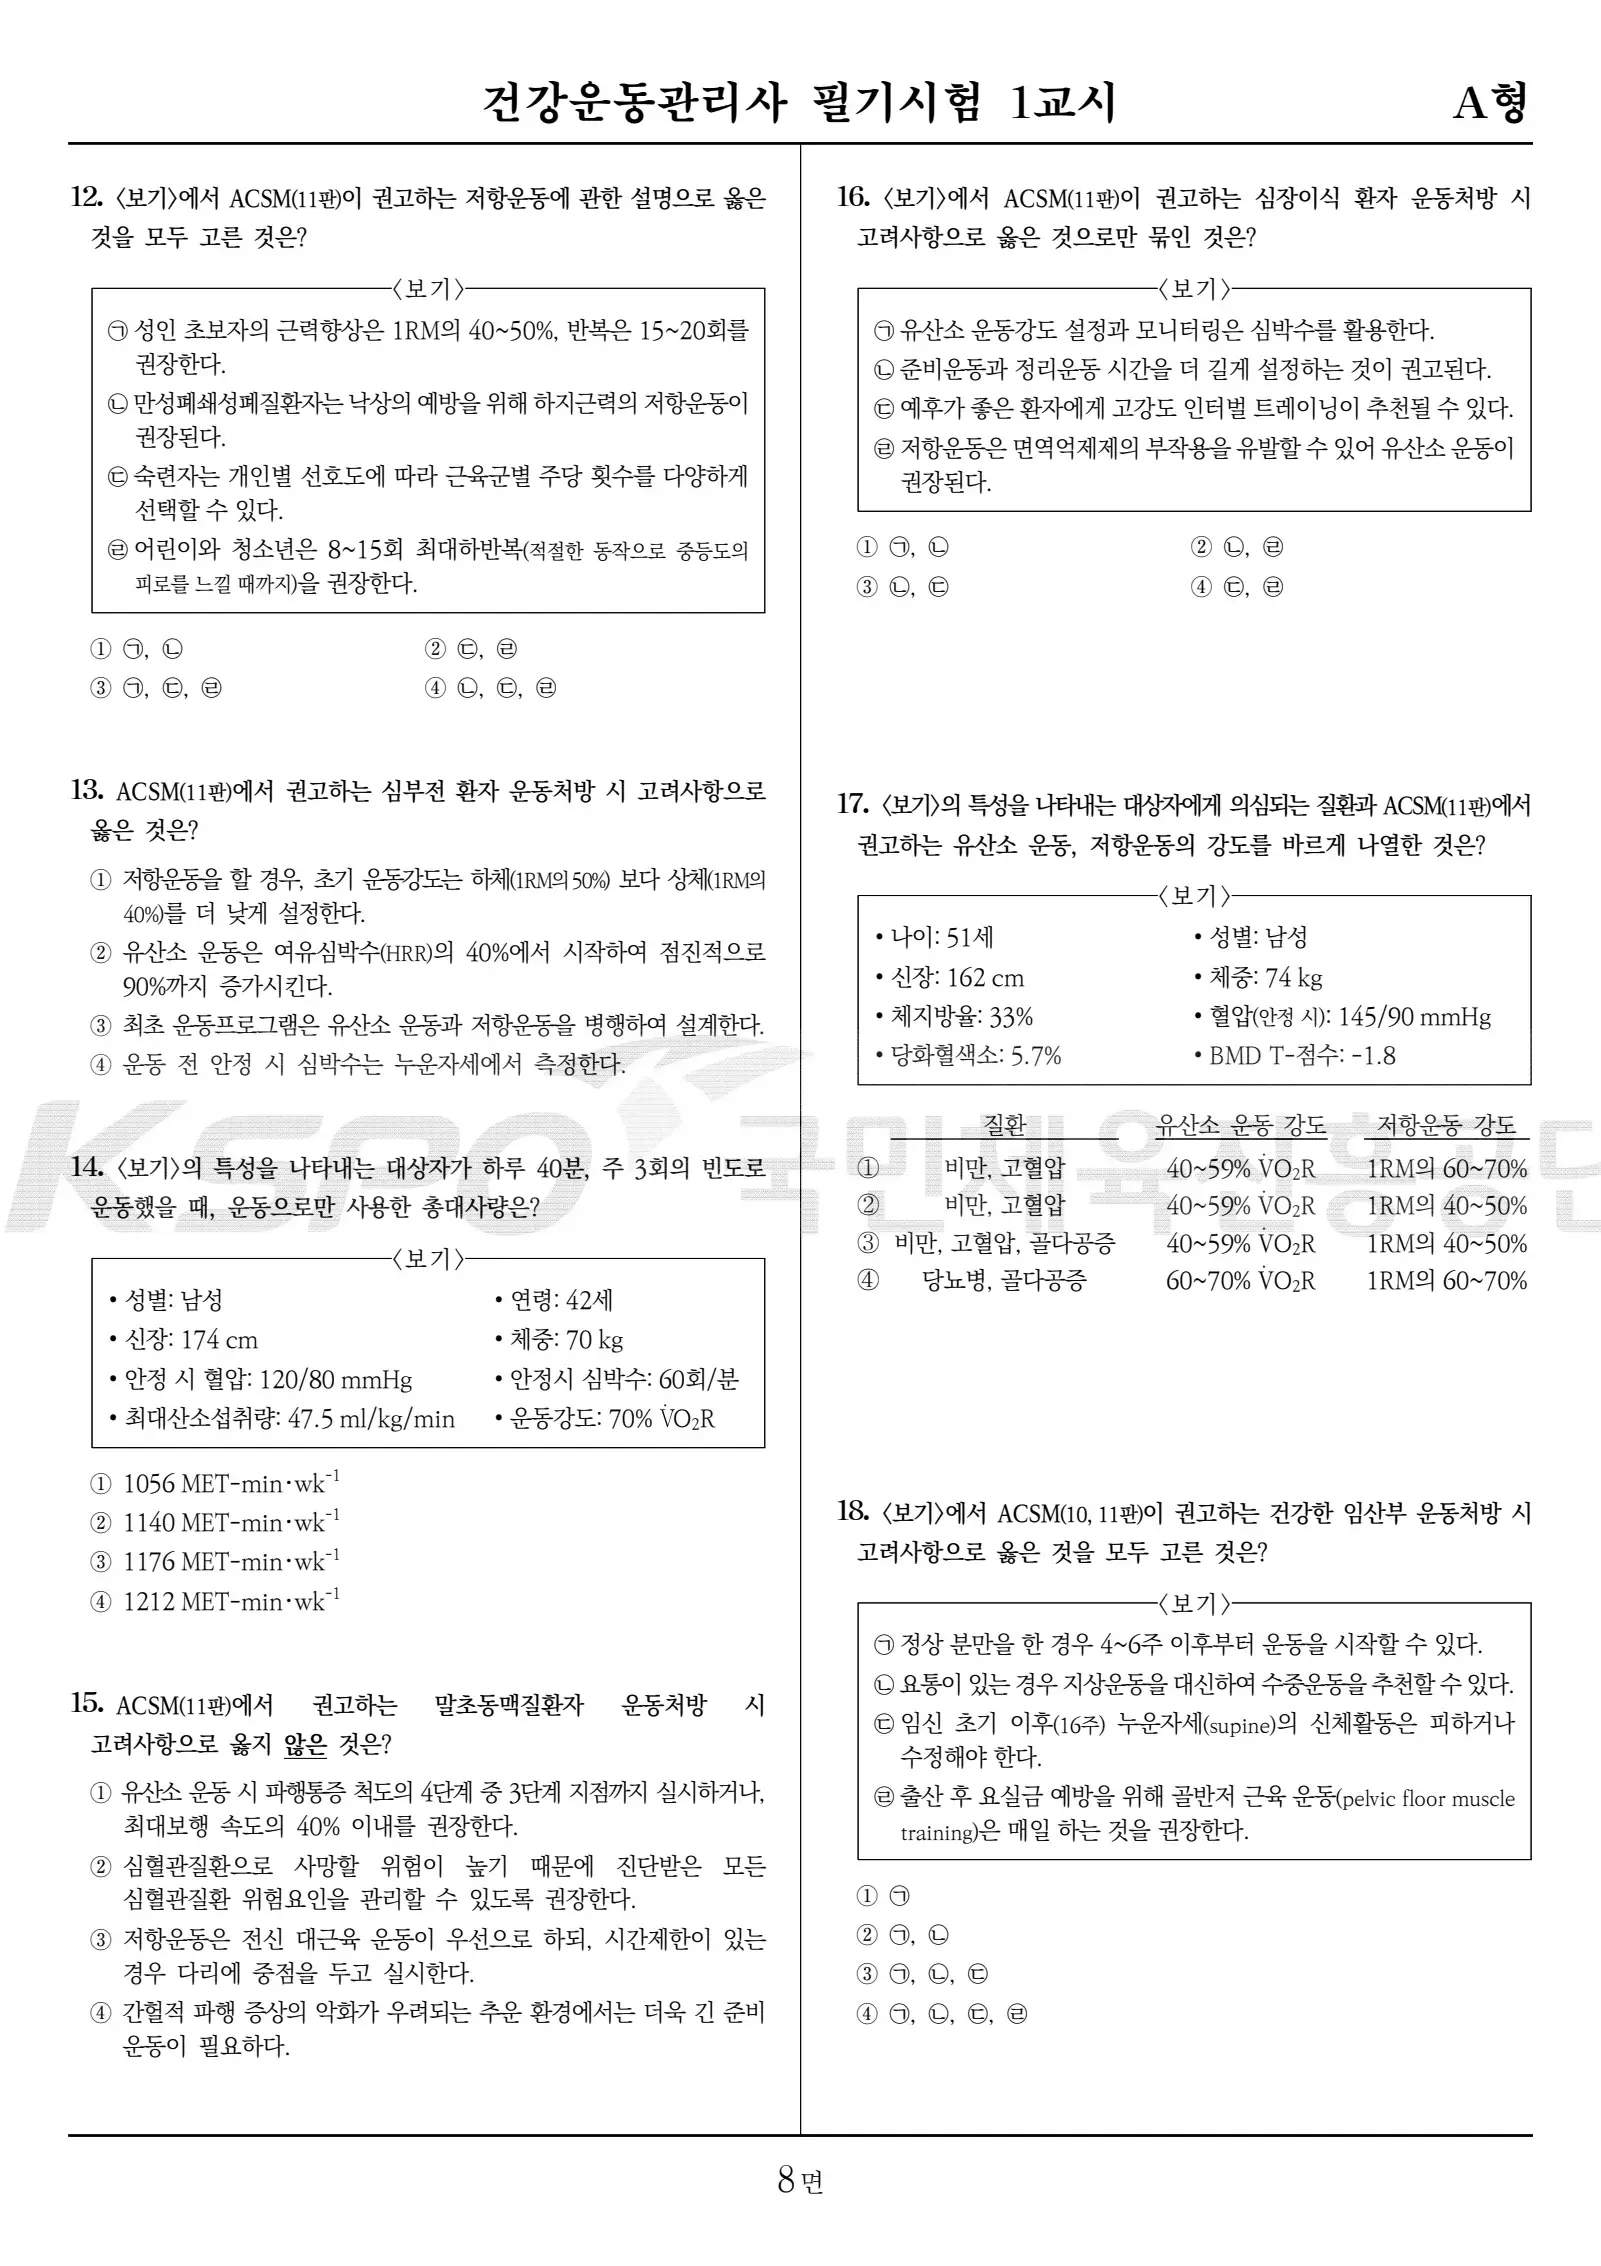 건강운동관리사 필기시험 1교시
A형
12. 〈보기〉에서 ACSM(11판)이 권고하는 저항운동에 관한 설명으로 옳은
것을 모두 고른 것은?
〈보기〉
㉠ 성인 초보자의 근력향상은 1RM의 40~50%, 반복은 15~20회를
권장한다.
㉡ 만성폐쇄성폐질환자는 낙상의 예방을 위해 하지근력의 저항운동이
권장된다.
㉢ 숙련자는 개인별 선호도에 따라 근육군별 주당 횟수를 다양하게
선택할 수 있다.
㉣ 어린이와 청소년은 8~15회 최대하반복(적절한 동작으로 중등도의
피로를 느낄 때까지)을 권장한다.
① ㉠, ㉡
② ㉢, ㉣
③ ㉠, ㉢, ㉣
④ ㉡, ㉢, ㉣
13. ACSM(11판)에서 권고하는 심부전 환자 운동처방 시 고려사항으로
옳은 것은?
① 저항운동을 할 경우, 초기 운동강도는 하체(1RM의 50%) 보다 상체(1RM의
40%)를 더 낮게 설정한다.
② 유산소 운동은 여유심박수(HRR)의 40%에서 시작하여 점진적으로
90%까지 증가시킨다.
③ 최초 운동프로그램은 유산소 운동과 저항운동을 병행하여 설계한다.
④ 운동 전 안정 시 심박수는 누운자세에서 측정한다.
14. 〈보기〉의 특성을 나타내는 대상자가 하루 40분, 주 3회의 빈도로
운동했을 때, 운동으로만 사용한 총대사량은?
〈보기〉
• 성별: 남성
• 연령: 42세
• 신장: 174 cm
• 체중: 70 kg
• 안정 시 혈압: 120/80 mmHg
• 안정시 심박수: 60회/분
• 최대산소섭취량: 47.5 ml/kg/min
• 운동강도: 70% V̇O₂R
① 1056 MET-min·wk⁻¹
② 1140 MET-min·wk⁻¹
③ 1176 MET-min·wk⁻¹
④ 1212 MET-min·wk⁻¹
15. ACSM(11판)에서 권고하는 말초동맥질환자 운동처방 시
고려사항으로 옳지 않은 것은?
① 유산소 운동 시 파행통증 척도의 4단계 중 3단계 지점까지 실시하거나,
최대보행 속도의 40% 이내를 권장한다.
② 심혈관질환으로 사망할 위험이 높기 때문에 진단받은 모든
심혈관질환 위험요인을 관리할 수 있도록 권장한다.
③ 저항운동은 전신 대근육 운동이 우선으로 하되, 시간제한이 있는
경우 다리에 중점을 두고 실시한다.
④ 간헐적 파행 증상의 악화가 우려되는 추운 환경에서는 더욱 긴 준비
운동이 필요하다.
16. 〈보기〉에서 ACSM(11판)이 권고하는 심장이식 환자 운동처방 시
고려사항으로 옳은 것으로만 묶인 것은?
〈보기〉
㉠ 유산소 운동강도 설정과 모니터링은 심박수를 활용한다.
㉡ 준비운동과 정리운동 시간을 더 길게 설정하는 것이 권고된다.
㉢ 예후가 좋은 환자에게 고강도 인터벌 트레이닝이 추천될 수 있다.
㉣ 저항운동은 면역억제제의 부작용을 유발할 수 있어 유산소 운동이
권장된다.
① ㉠, ㉡
② ㉡, ㉣
③ ㉡, ㉢
④ ㉢, ㉣
17. 〈보기〉의 특성을 나타내는 대상자에게 의심되는 질환과 ACSM(11판)에서
권고하는 유산소 운동, 저항운동의 강도를 바르게 나열한 것은?
〈보기〉
• 나이: 51세
• 성별: 남성
• 신장: 162 cm
• 체중: 74 kg
• 체지방율: 33%
• 혈압(안정 시): 145/90 mmHg
• 당화혈색소: 5.7%
• BMD T-점수: -1.8
질환 유산소 운동 강도 저항운동 강도
① 비만, 고혈압 40~59% V̇O₂R 1RM의 60~70%
② 비만, 고혈압 40~59% V̇O₂R 1RM의 40~50%
③ 비만, 고혈압, 골다공증 40~59% V̇O₂R 1RM의 40~50%
④ 당뇨병, 골다공증 60~70% V̇O₂R 1RM의 60~70%
18. 〈보기〉에서 ACSM(10, 11판)이 권고하는 건강한 임산부 운동처방 시
고려사항으로 옳은 것을 모두 고른 것은?
〈보기〉
㉠ 정상 분만을 한 경우 4~6주 이후부터 운동을 시작할 수 있다.
㉡ 요통이 있는 경우 지상운동을 대신하여 수중운동을 추천할 수 있다.
㉢ 임신 초기 이후(16주) 누운자세(supine)의 신체활동은 피하거나
수정해야 한다.
㉣ 출산 후 요실금 예방을 위해 골반저 근육 운동(pelvic floor muscle
training)은 매일 하는 것을 권장한다.
① ㉠
② ㉠, ㉡
③ ㉠, ㉡, ㉢
④ ㉠, ㉡, ㉢, ㉣
KSPO 국민체육진흥공단
8면